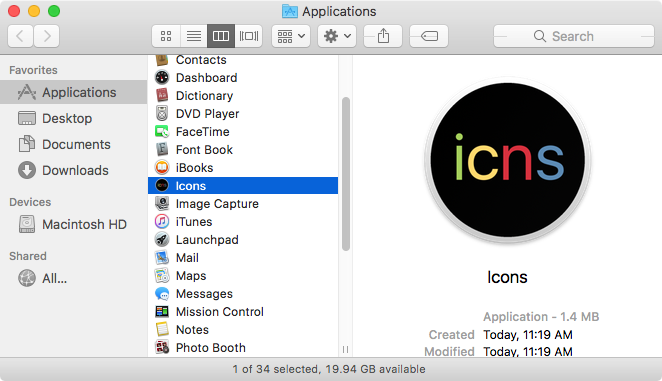 Applications
Search
Favorites
Applications
Desktop
Documents
Downloads
Devices
Macintosh HD
Shared
All...
Contacts
Dashboard
Dictionary
DVD Player
FaceTime
Font Book
iBooks
Icons
Image Capture
iTunes
Launchpad
Mail
Maps
Messages
Mission Control
Notes
Photo Booth
icns
Icons
Application - 1.4 MB
Created Today, 11:19 AM
Modified Today, 11:19 AM
1 of 34 selected, 19.94 GB available